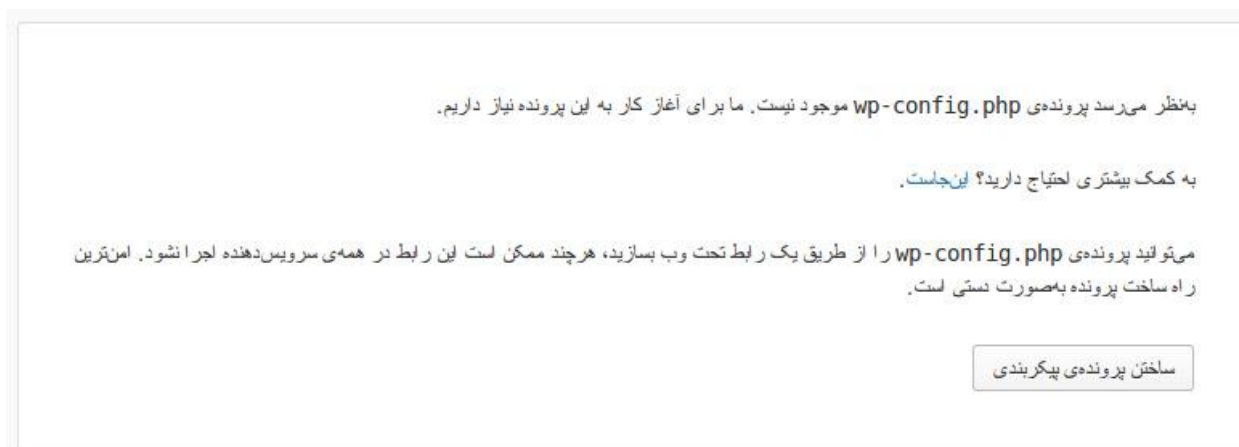 به‌نظر می‌رسد پرونده‌ی wp-config.php موجود نیست. ما برای آغاز کار به این پرونده نیاز داریم.
به کمک بیشتری احتیاج دارید؟ این‌جاست.
می‌توانید پرونده‌ی wp-config.php را از طریق یک رابط تحت وب بسازید، هرچند ممکن است این رابط در همه‌ی سرویس‌دهنده اجرا نشود. امن‌ترین
راه ساخت پرونده به‌صورت دستی است.
ساختن پرونده‌ی پیکربندی